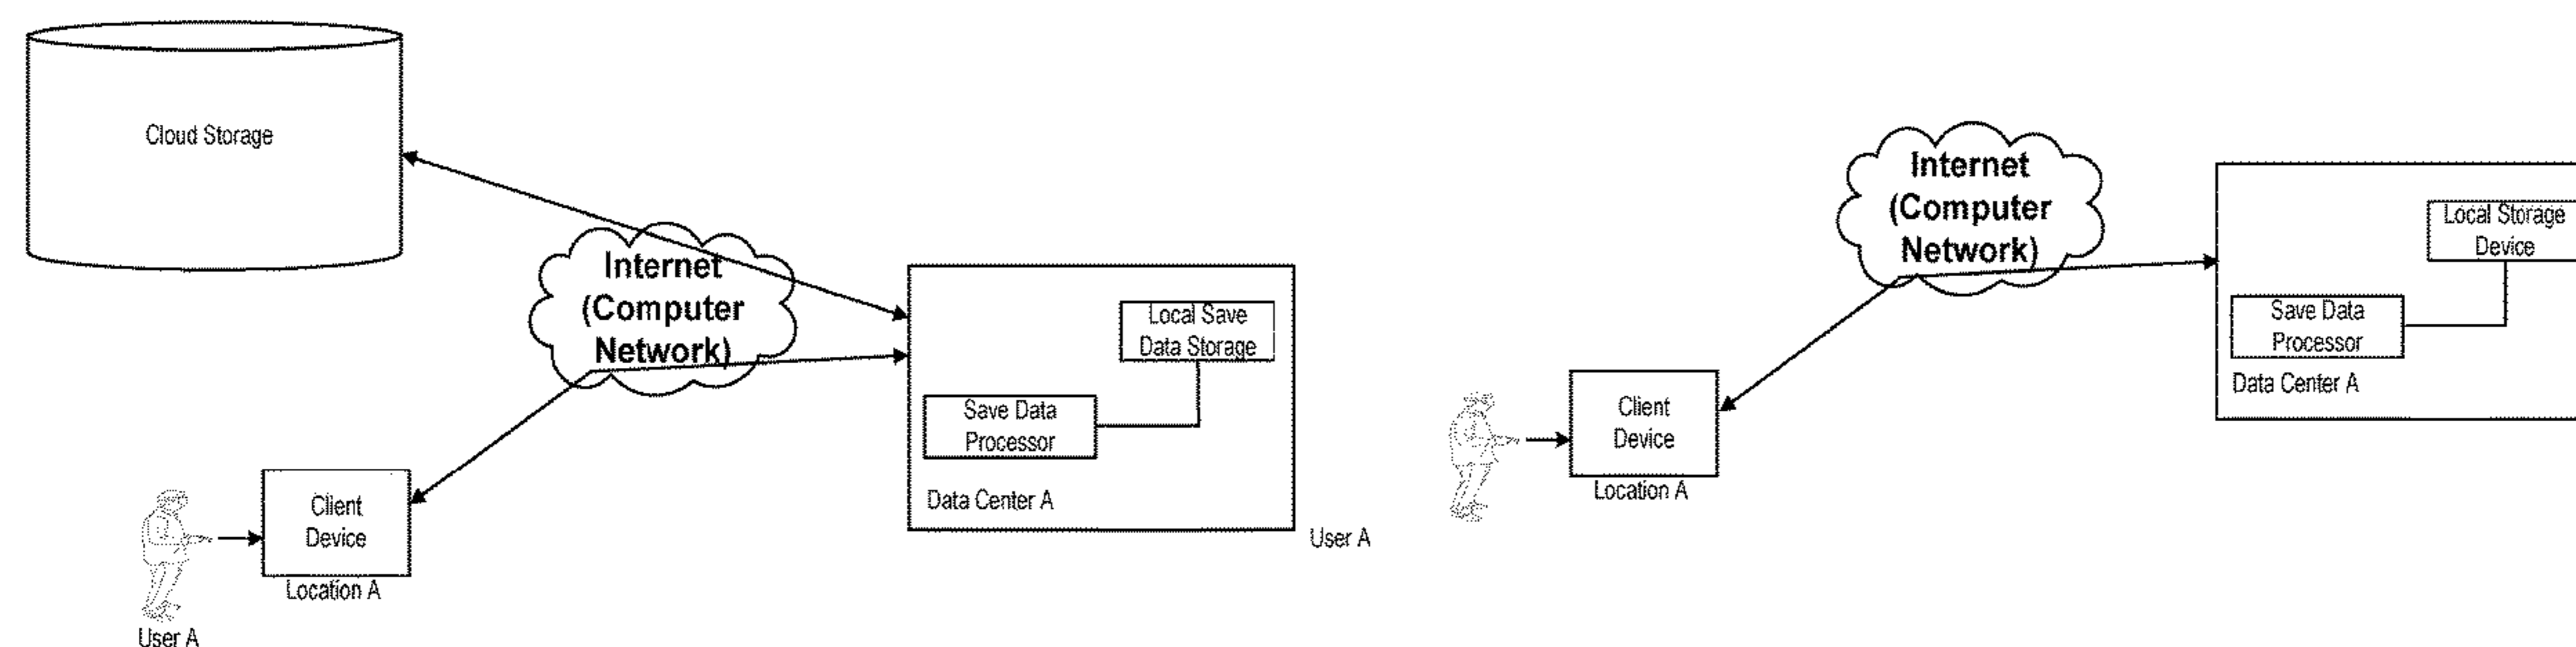 Cloud Storage
Internet
(Computer
Network)
Local Save
Data Storage
Save Data
Processor
Data Center A
Client
Device
Location A
User A
Internet
(Computer
Network)
Local Storage
Device
Save Data
Processor
Data Center A
Client
Device
Location A
User A